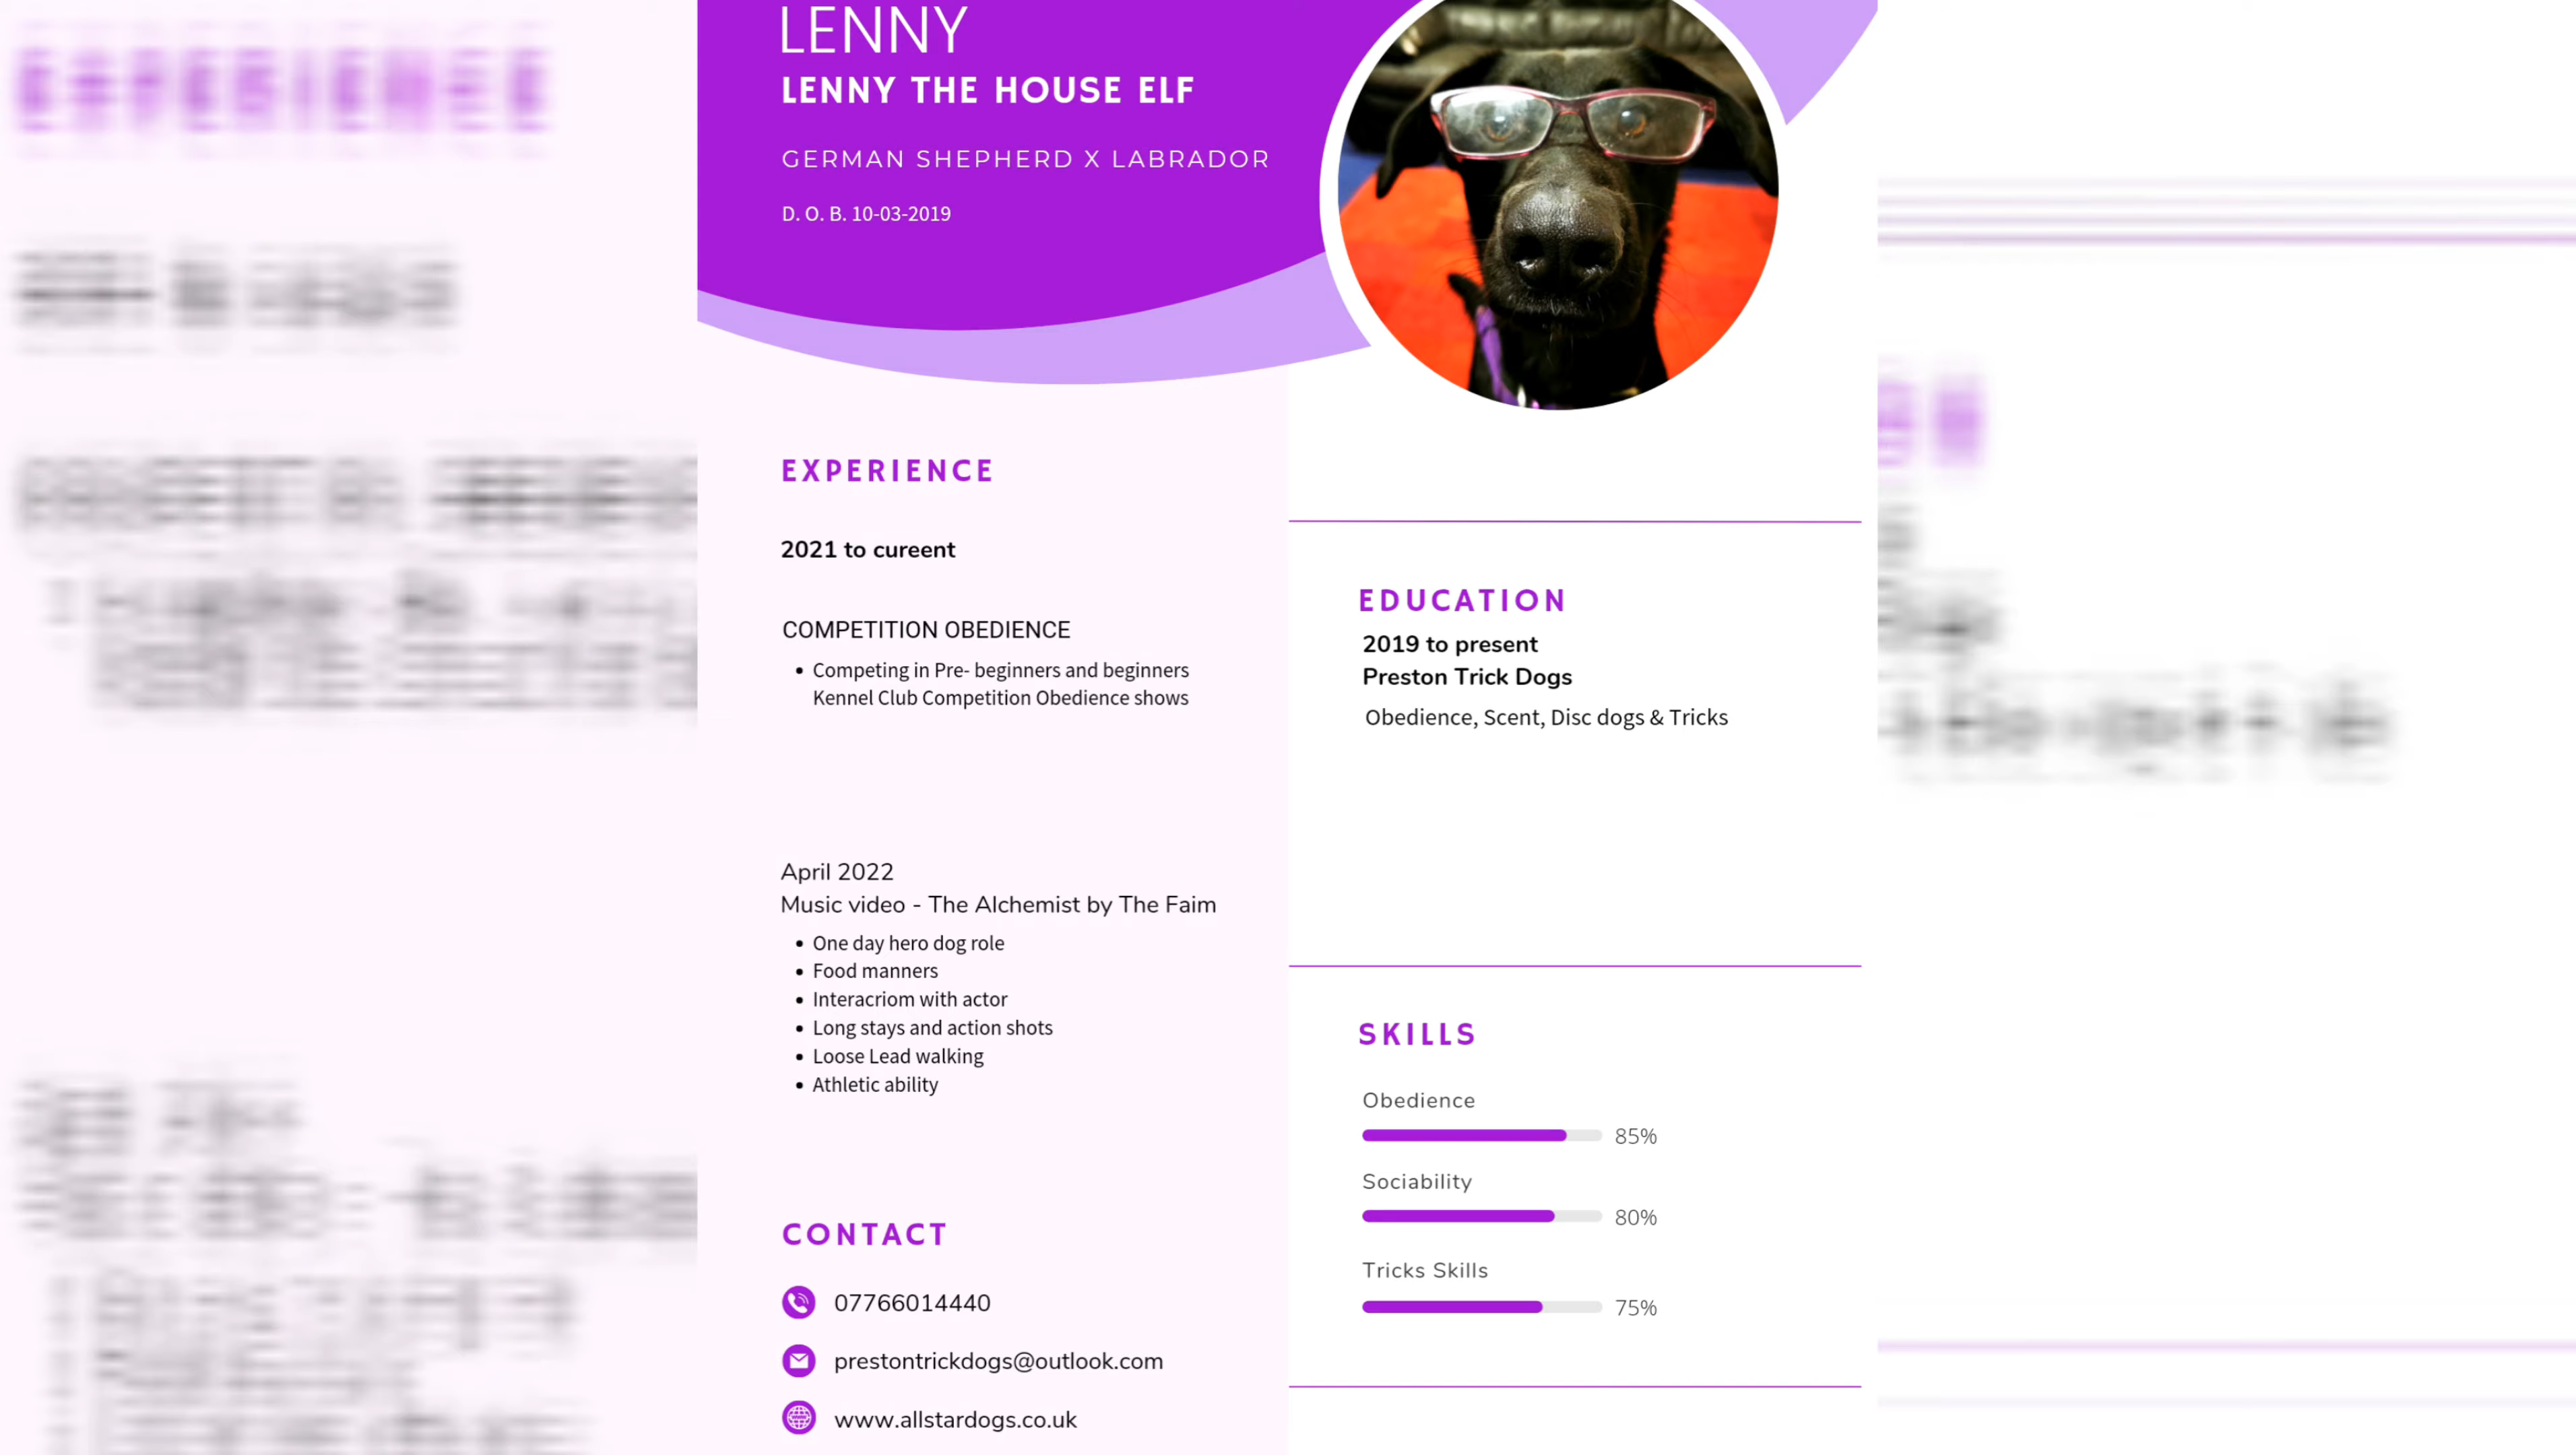 LENNY
LENNY THE HOUSE ELF
GERMAN SHEPHERD X LABRADOR
D. O. B. 10-03-2019
EXPERIENCE
2021 to cureent
COMPETITION OBEDIENCE
• Competing in Pre- beginners and beginners
Kennel Club Competition Obedience shows
April 2022
Music video - The Alchemist by The Faim
• One day hero dog role
• Food manners
• Interacriom with actor
• Long stays and action shots
• Loose Lead walking
• Athletic ability
CONTACT
07766014440
prestontrickdogs@outlook.com
www.allstardogs.co.uk
EDUCATION
2019 to present
Preston Trick Dogs
Obedience, Scent, Disc dogs & Tricks
SKILLS
Obedience
85%
Sociability
80%
Tricks Skills
75%